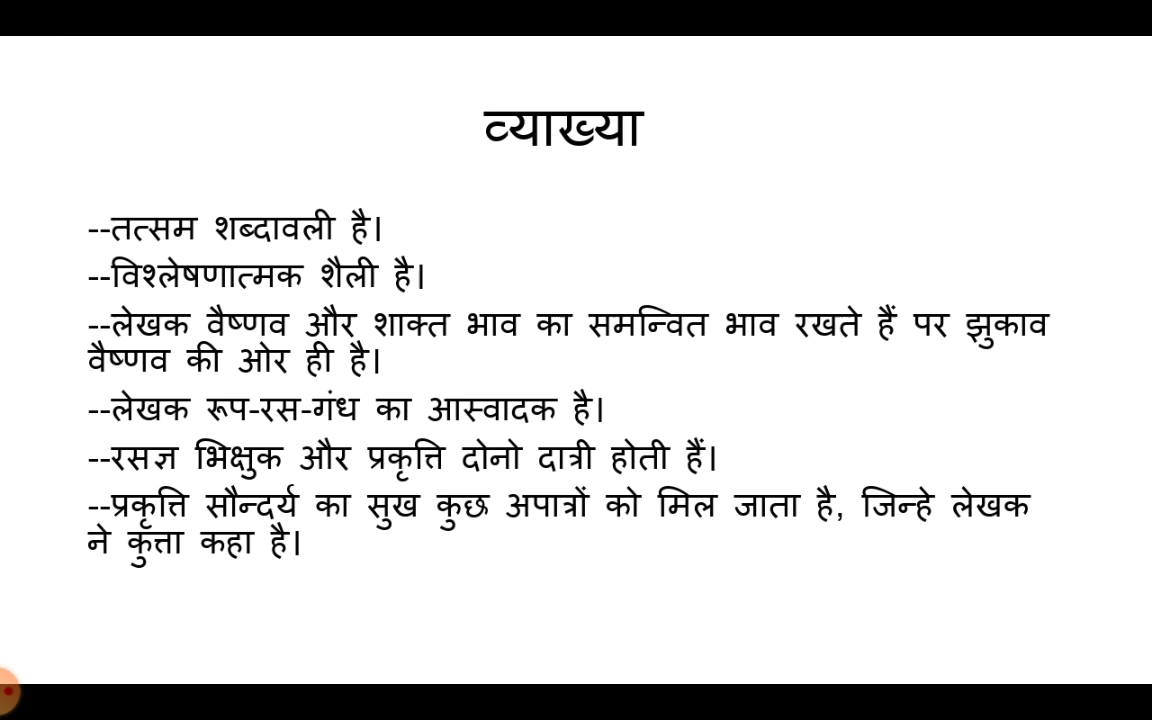 व्याख्या
--तत्सम शब्दावली है।
--विश्लेषणात्मक शैली है।
--लेखक वैष्णव और शाक्त भाव का समन्वित भाव रखते हैं पर झुकाव
वैष्णव की ओर ही है।
--लेखक रूप-रस-गंध का आस्वादक है।
--रसज्ञ भिक्षुक और प्रकृत्ति दोनो दात्री होती हैं।
--प्रकृत्ति सौन्दर्य का सुख कुछ अपात्रों को मिल जाता है, जिन्हे लेखक
ने कुत्ता कहा है।